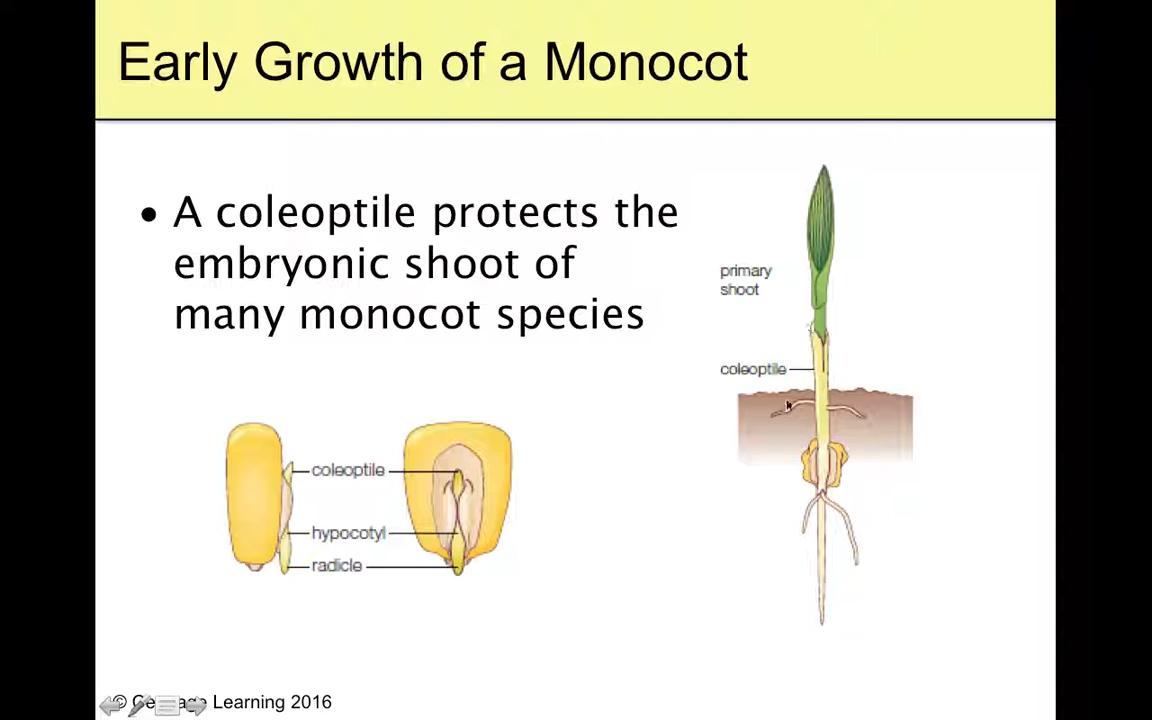 Early Growth of a Monocot
• A coleoptile protects the
embryonic shoot of
many monocot species
primary
shoot
coleoptile
coleoptile
hypocotyl
radicle
© Learning 2016